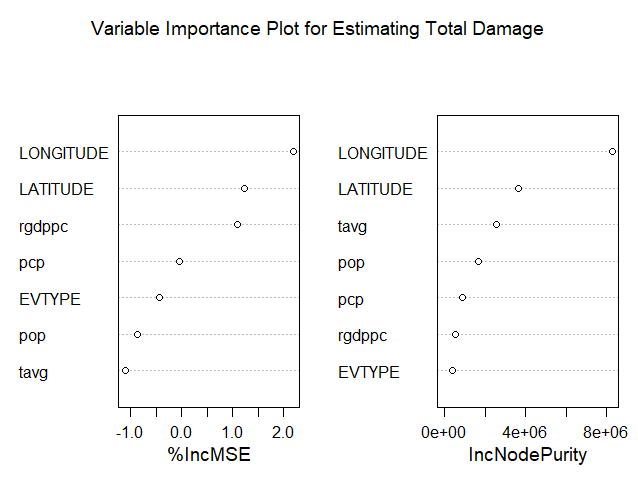 Variable Importance Plot for Estimating Total Damage
LONGITUDE
LATITUDE
rgdppc
pcp
EVTYPE
pop
tavg
-1.0 0.0 1.0 2.0
%IncMSE
LONGITUDE
LATITUDE
tavg
pop
pcp
rgdppc
EVTYPE
0e+00 4e+06 8e+06
IncNodePurity